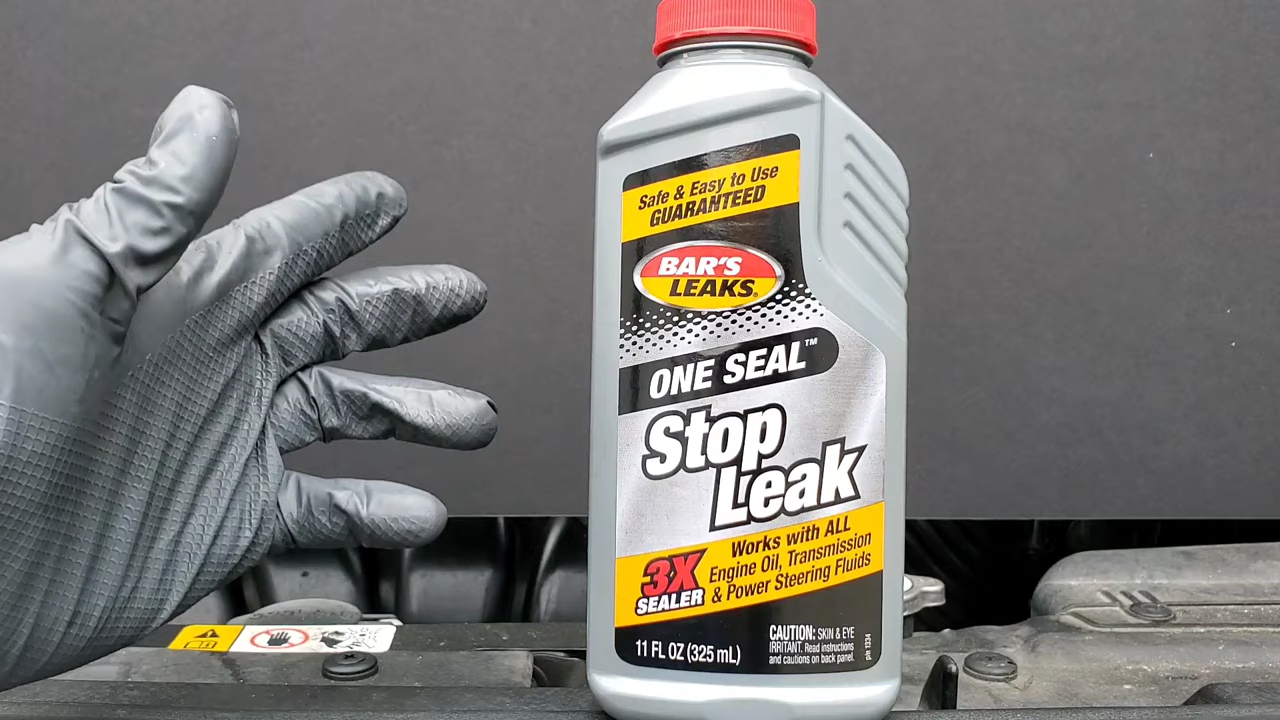 Safe & Easy to Use
GUARANTEED
BAR'S
LEAKS®
ONE SEAL™
Stop
Leak
3X
SEALER
Works with ALL
Engine Oil, Transmission
& Power Steering Fluids
11 FL OZ (325 mL)
CAUTION: SKIN & EYE
IRRITANT. Read instructions
and cautions on back panel.
p/n 1334